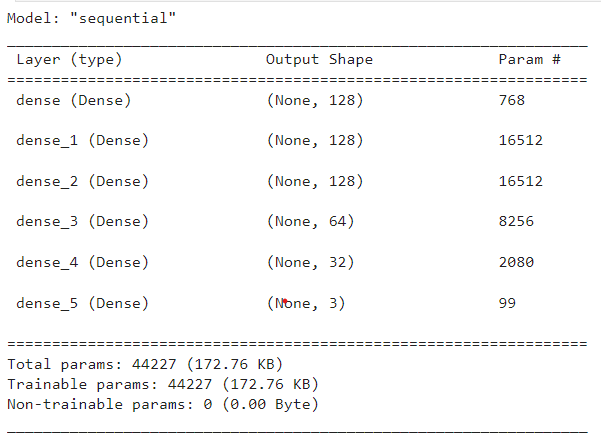 Model: "sequential"
_________________________________________________________________
Layer (type) Output Shape Param #
=================================================================
dense (Dense) (None, 128) 768
dense_1 (Dense) (None, 128) 16512
dense_2 (Dense) (None, 128) 16512
dense_3 (Dense) (None, 64) 8256
dense_4 (Dense) (None, 32) 2080
dense_5 (Dense) (None, 3) 99
=================================================================
Total params: 44227 (172.76 KB)
Trainable params: 44227 (172.76 KB)
Non-trainable params: 0 (0.00 Byte)
_________________________________________________________________